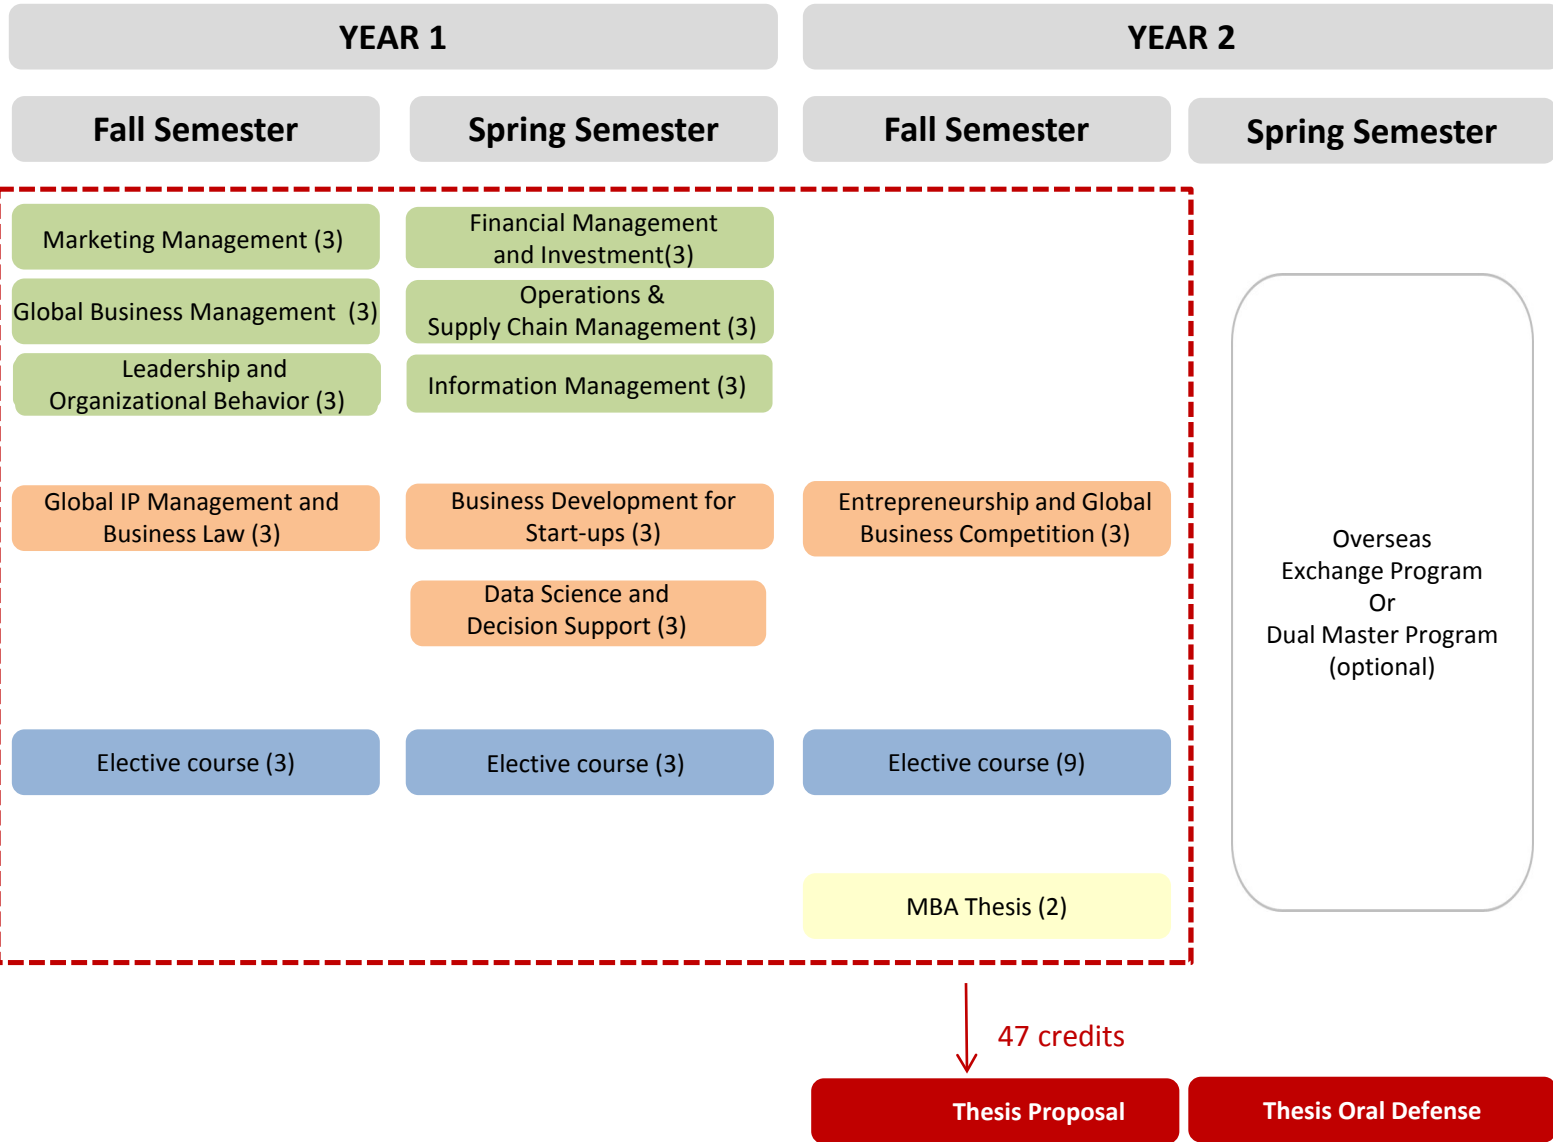 YEAR 1
YEAR 2
Fall Semester
Spring Semester
Fall Semester
Spring Semester
Marketing Management (3)
Global Business Management (3)
Leadership and
Organizational Behavior (3)
Financial Management
and Investment(3)
Operations &
Supply Chain Management (3)
Information Management (3)
Global IP Management and
Business Law (3)
Business Development for
Start-ups (3)
Entrepreneurship and Global
Business Competition (3)
Data Science and
Decision Support (3)
Elective course (3)
Elective course (3)
Elective course (9)
MBA Thesis (2)
Overseas
Exchange Program
Or
Dual Master Program
(optional)
47 credits
Thesis Proposal
Thesis Oral Defense